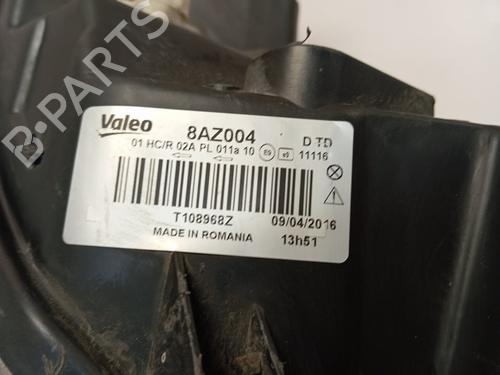 B-PARTS
Valeo 8AZ004 D TD
01 HC/R 02A PL 011a 10 11116
T108968Z 09/04/2016
MADE IN ROMANIA 13h51